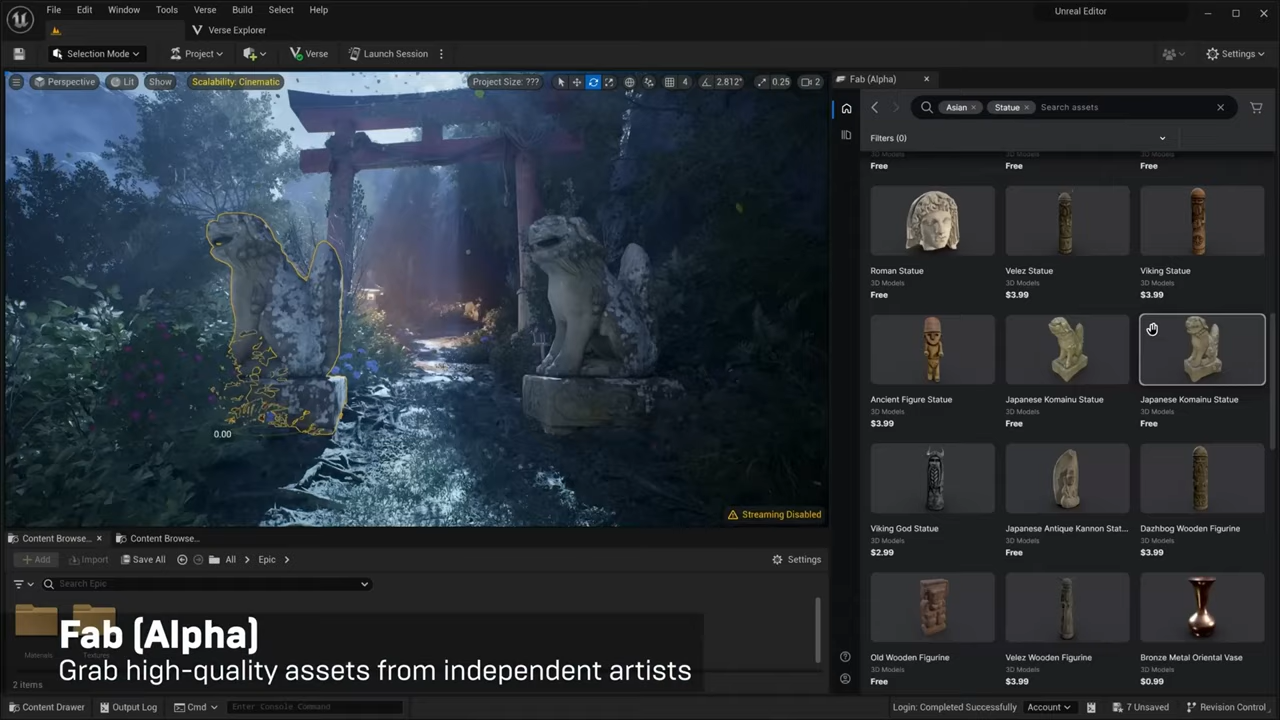 File Edit Window Tools Verse Build Select Help
Unreal Editor
Verse Explorer
Selection Mode Project Verse Launch Session Settings
Perspective Lit Show Scalability: Cinematic Project Size: ??? 4 2.812° 0.25 2
Fab (Alpha)
Asian Statue Search assets
Filters (0)
Free Free Free
Roman Statue Velez Statue Viking Statue
3D Models 3D Models 3D Models
Free $3.99 $3.99
Ancient Figure Statue Japanese Komainu Statue Japanese Komainu Statue
3D Models 3D Models 3D Models
$3.99 Free Free
Viking God Statue Japanese Antique Kannon Stat... Dazhbog Wooden Figurine
3D Models 3D Models 3D Models
$2.99 Free $3.99
Old Wooden Figurine Velez Wooden Figurine Bronze Metal Oriental Vase
3D Models 3D Models 3D Models
Free $3.99 $0.99
0.00
Streaming Disabled
Content Browse... Content Browse...
+ Add Import Save All All > Epic > Settings
Search Epic
Materials Textures
Fab (Alpha)
Grab high-quality assets from independent artists
2 items
Content Drawer Output Log Cmd Enter Console Command Login: Completed Successfully Account 7 Unsaved Revision Control